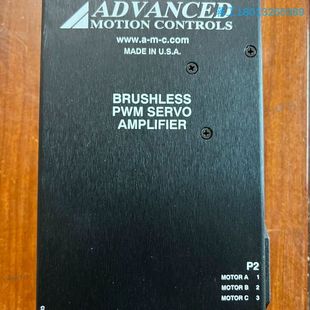 ADVANCED
MOTION CONTROLS
www.a-m-c.com
MADE IN U.S.A.
BRUSHLESS
PWM SERVO
AMPLIFIER
P2
MOTOR A 1
MOTOR B 2
MOTOR C 3